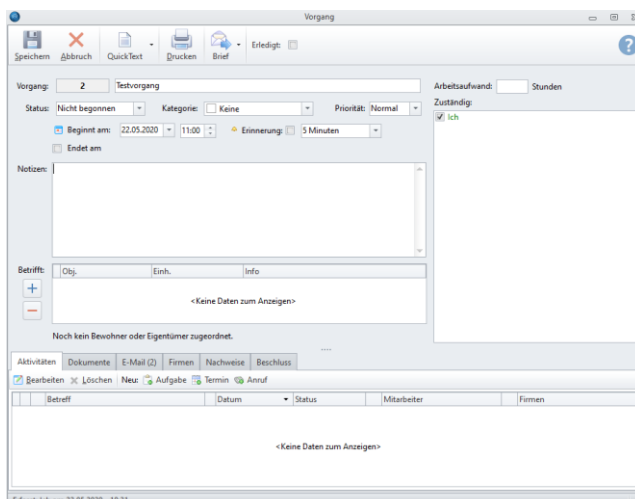 Vorgang
Speichern Abbruch QuickText Drucken Brief Erledigt:
Vorgang: 2 Testvorgang Arbeitsaufwand: Stunden
Status: Nicht begonnen Kategorie: Keine Priorität: Normal Zuständig:
Ich
Beginnt am: 22.05.2020 11:00 Erinnerung: 5 Minuten
Endet am
Notizen:
Betrifft: Obj. Einh. Info
<Keine Daten zum Anzeigen>
Noch kein Bewohner oder Eigentümer zugeordnet.
Aktivitäten Dokumente E-Mail (2) Firmen Nachweise Beschluss
Bearbeiten Löschen Neu: Aufgabe Termin Anruf
Betreff Datum Status Mitarbeiter Firmen
<Keine Daten zum Anzeigen>